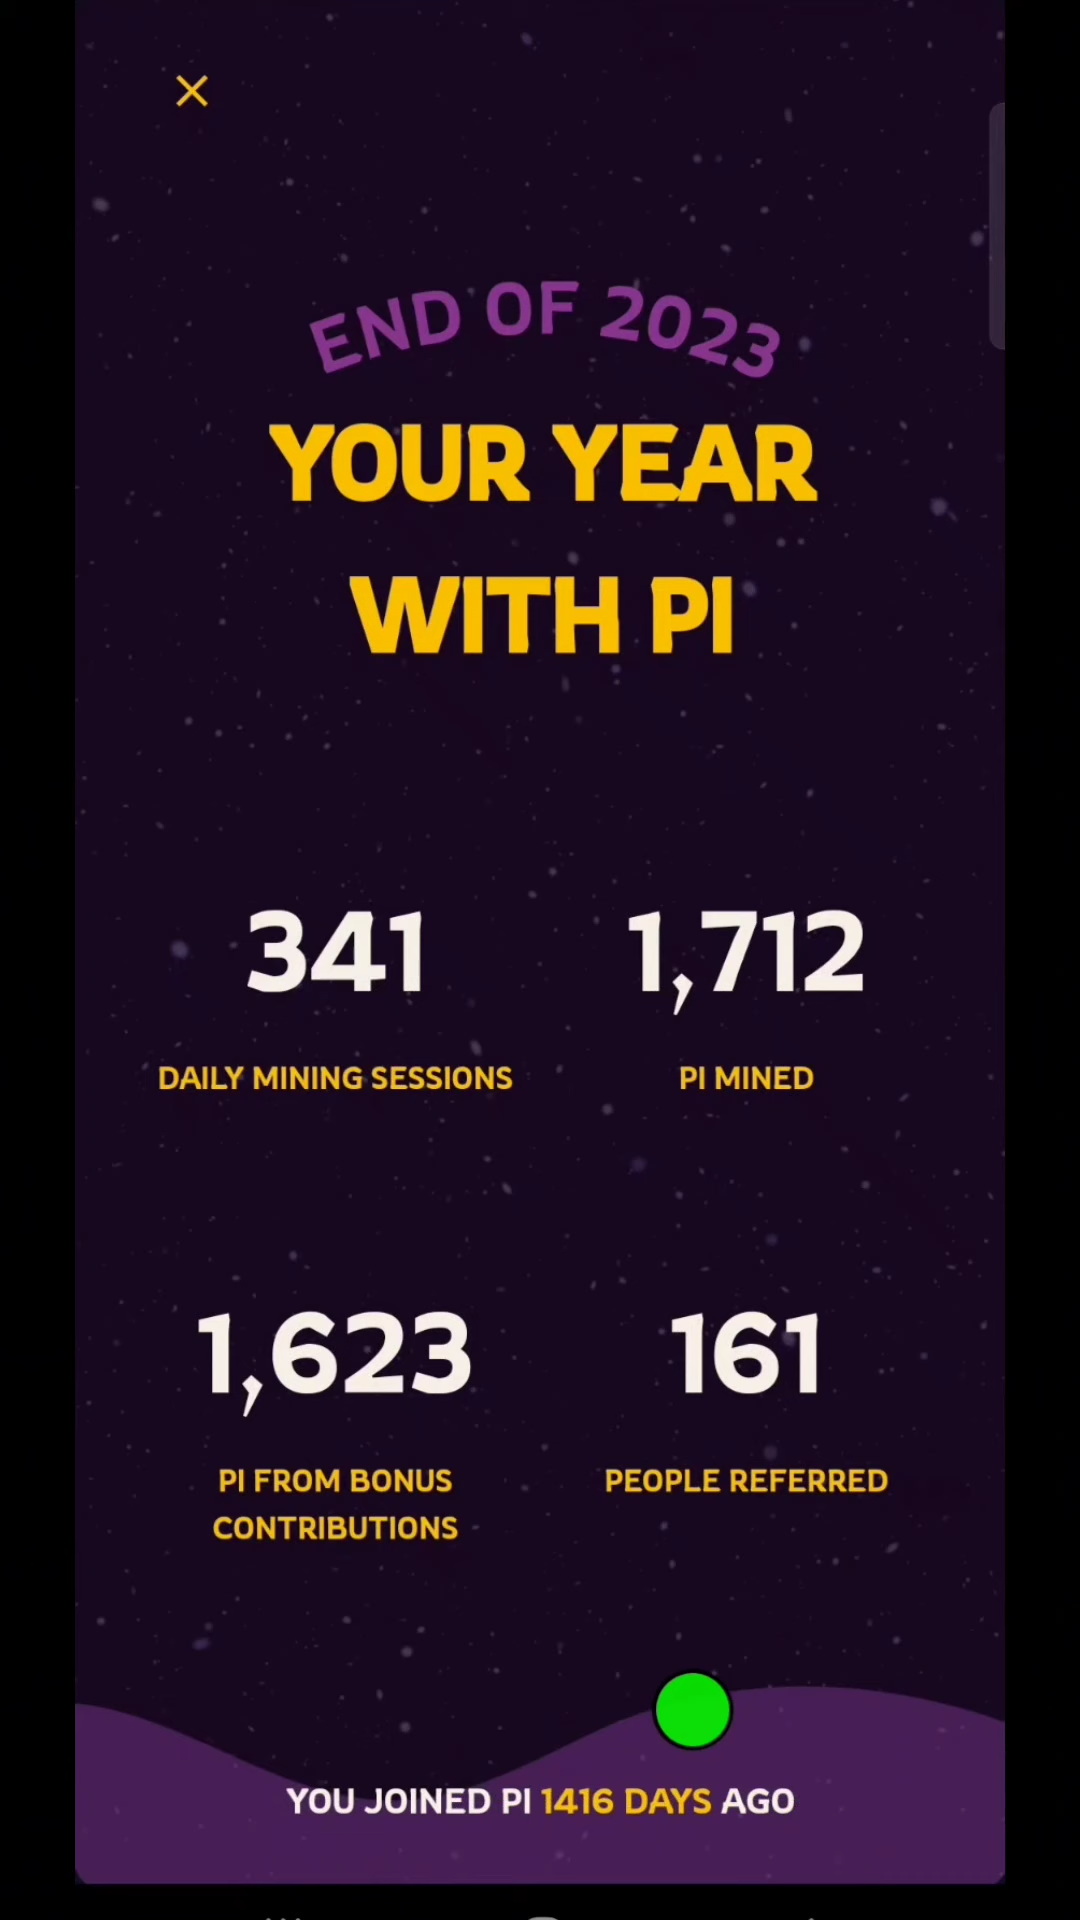 END OF 2023
YOUR YEAR
WITH PI
341
DAILY MINING SESSIONS
1,712
PI MINED
1,623
PI FROM BONUS
CONTRIBUTIONS
161
PEOPLE REFERRED
YOU JOINED PI 1416 DAYS AGO